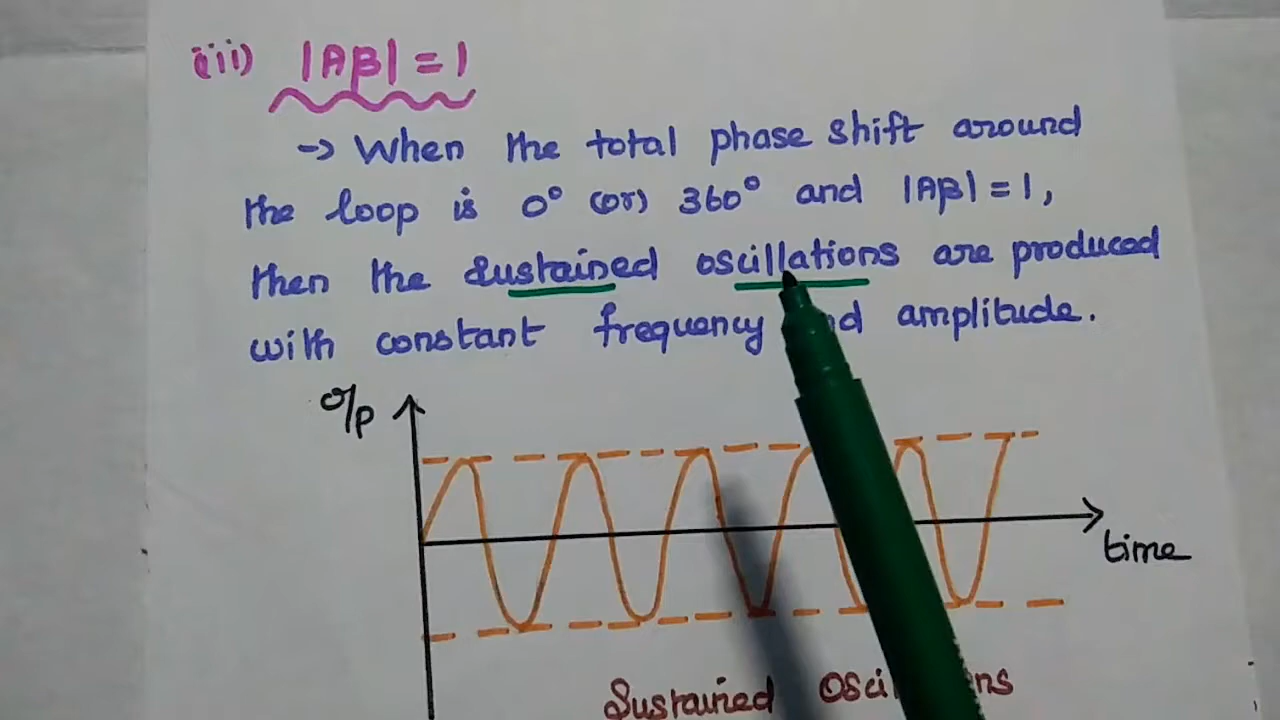 (iii) |Aβ| = 1
→ When the total phase shift around
the loop is 0° (or) 360° and |Aβ| = 1,
then the sustained oscillations are produced
with constant frequency amplitude.
o/p
time
Sustained